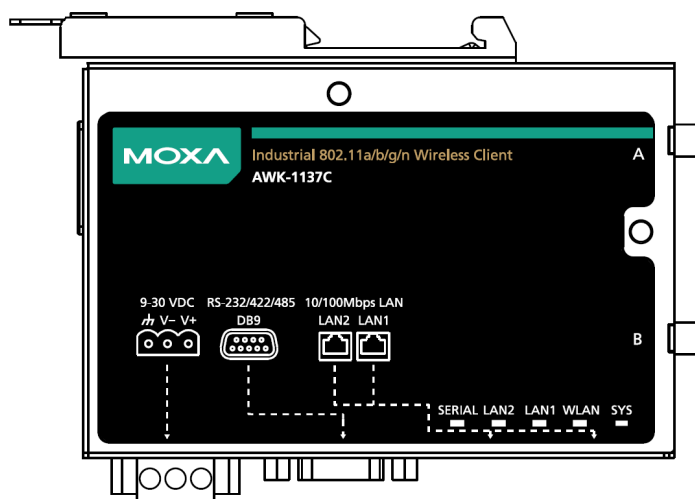 MOXA
Industrial 802.11a/b/g/n Wireless Client
AWK-1137C
A
9-30 VDC
V– V+
RS-232/422/485
DB9
10/100Mbps LAN
LAN2 LAN1
B
SERIAL LAN2 LAN1 WLAN SYS